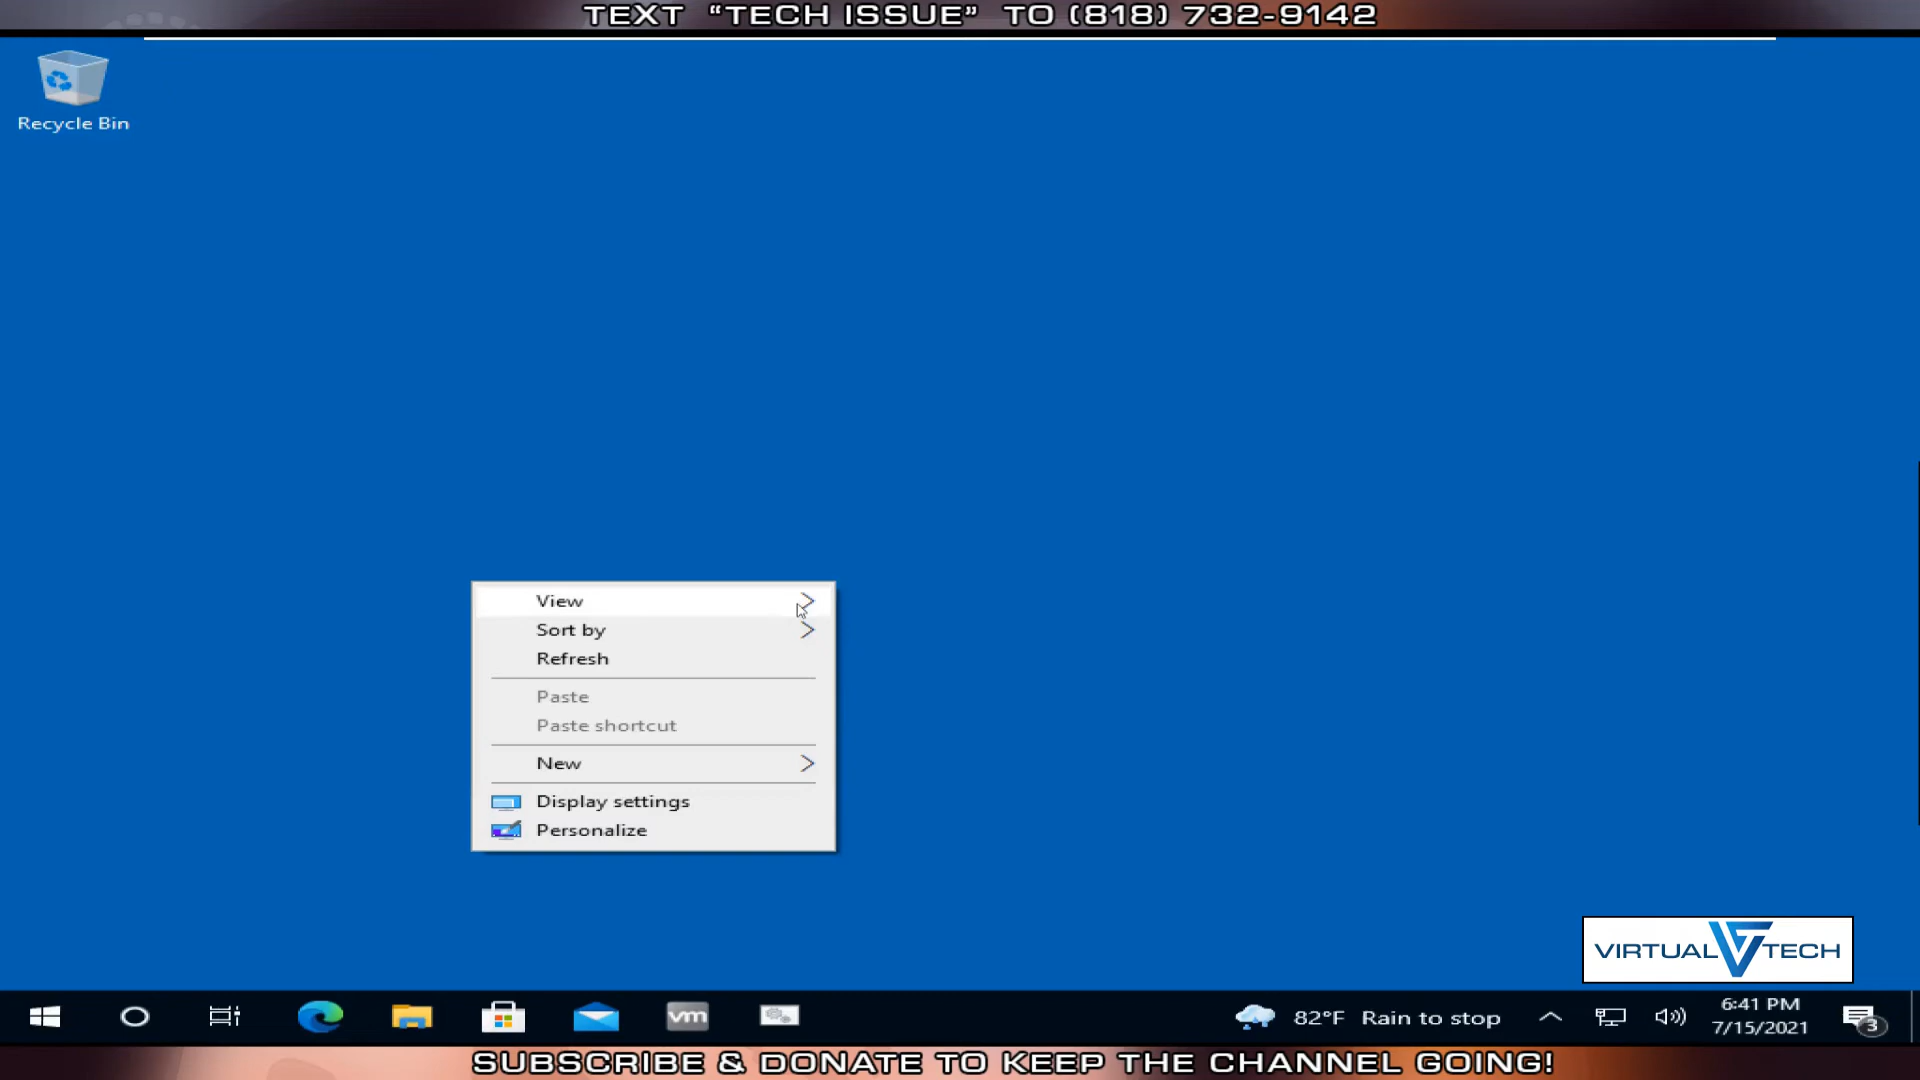 TEXT “TECH ISSUE” TO (818) 732-9142
Recycle Bin
View
Sort by
Refresh
Paste
Paste shortcut
New
Display settings
Personalize
VIRTUAL VT TECH
vm
82°F Rain to stop
6:41 PM
7/15/2021
3
SUBSCRIBE & DONATE TO KEEP THE CHANNEL GOING!